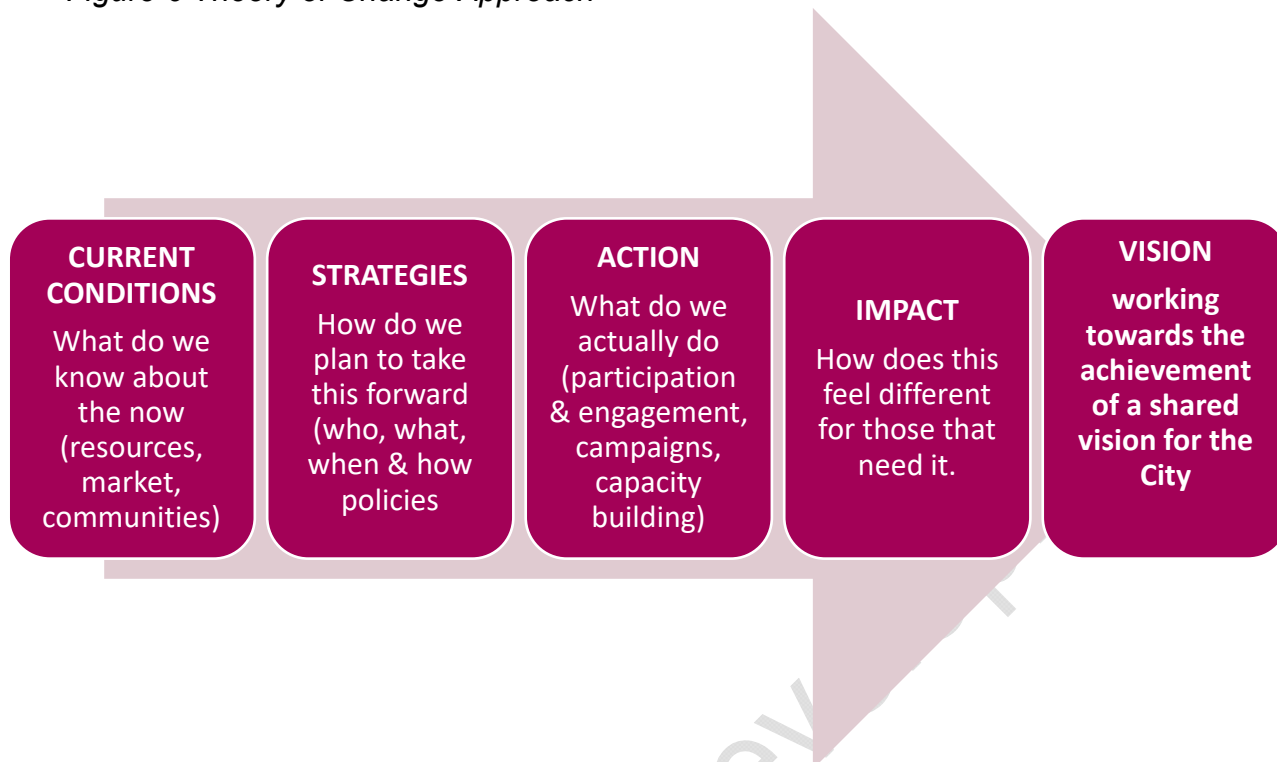 CURRENT
CONDITIONS
What do we
know about
the now
(resources,
market,
communities)
STRATEGIES
How do we
plan to take
this forward
(who, what,
when & how
policies
ACTION
What do we
actually do
(participation
& engagement,
campaigns,
capacity
building)
IMPACT
How does this
feel different
for those that
need it.
VISION
working
towards the
achievement
of a shared
vision for the
City